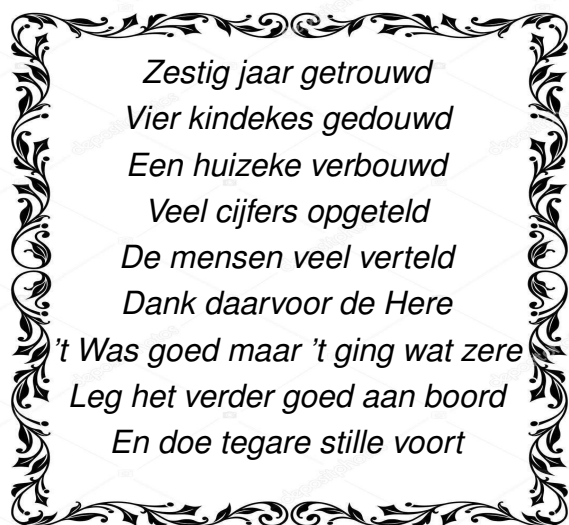 Zestig jaar getrouwd
Vier kindekes gedouwd
Een huizeke verbouwd
Veel cijfers opgeteld
De mensen veel verteld
Dank daarvoor de Here
't Was goed maar 't ging wat zere
Leg het verder goed aan boord
En doe tegare stille voort